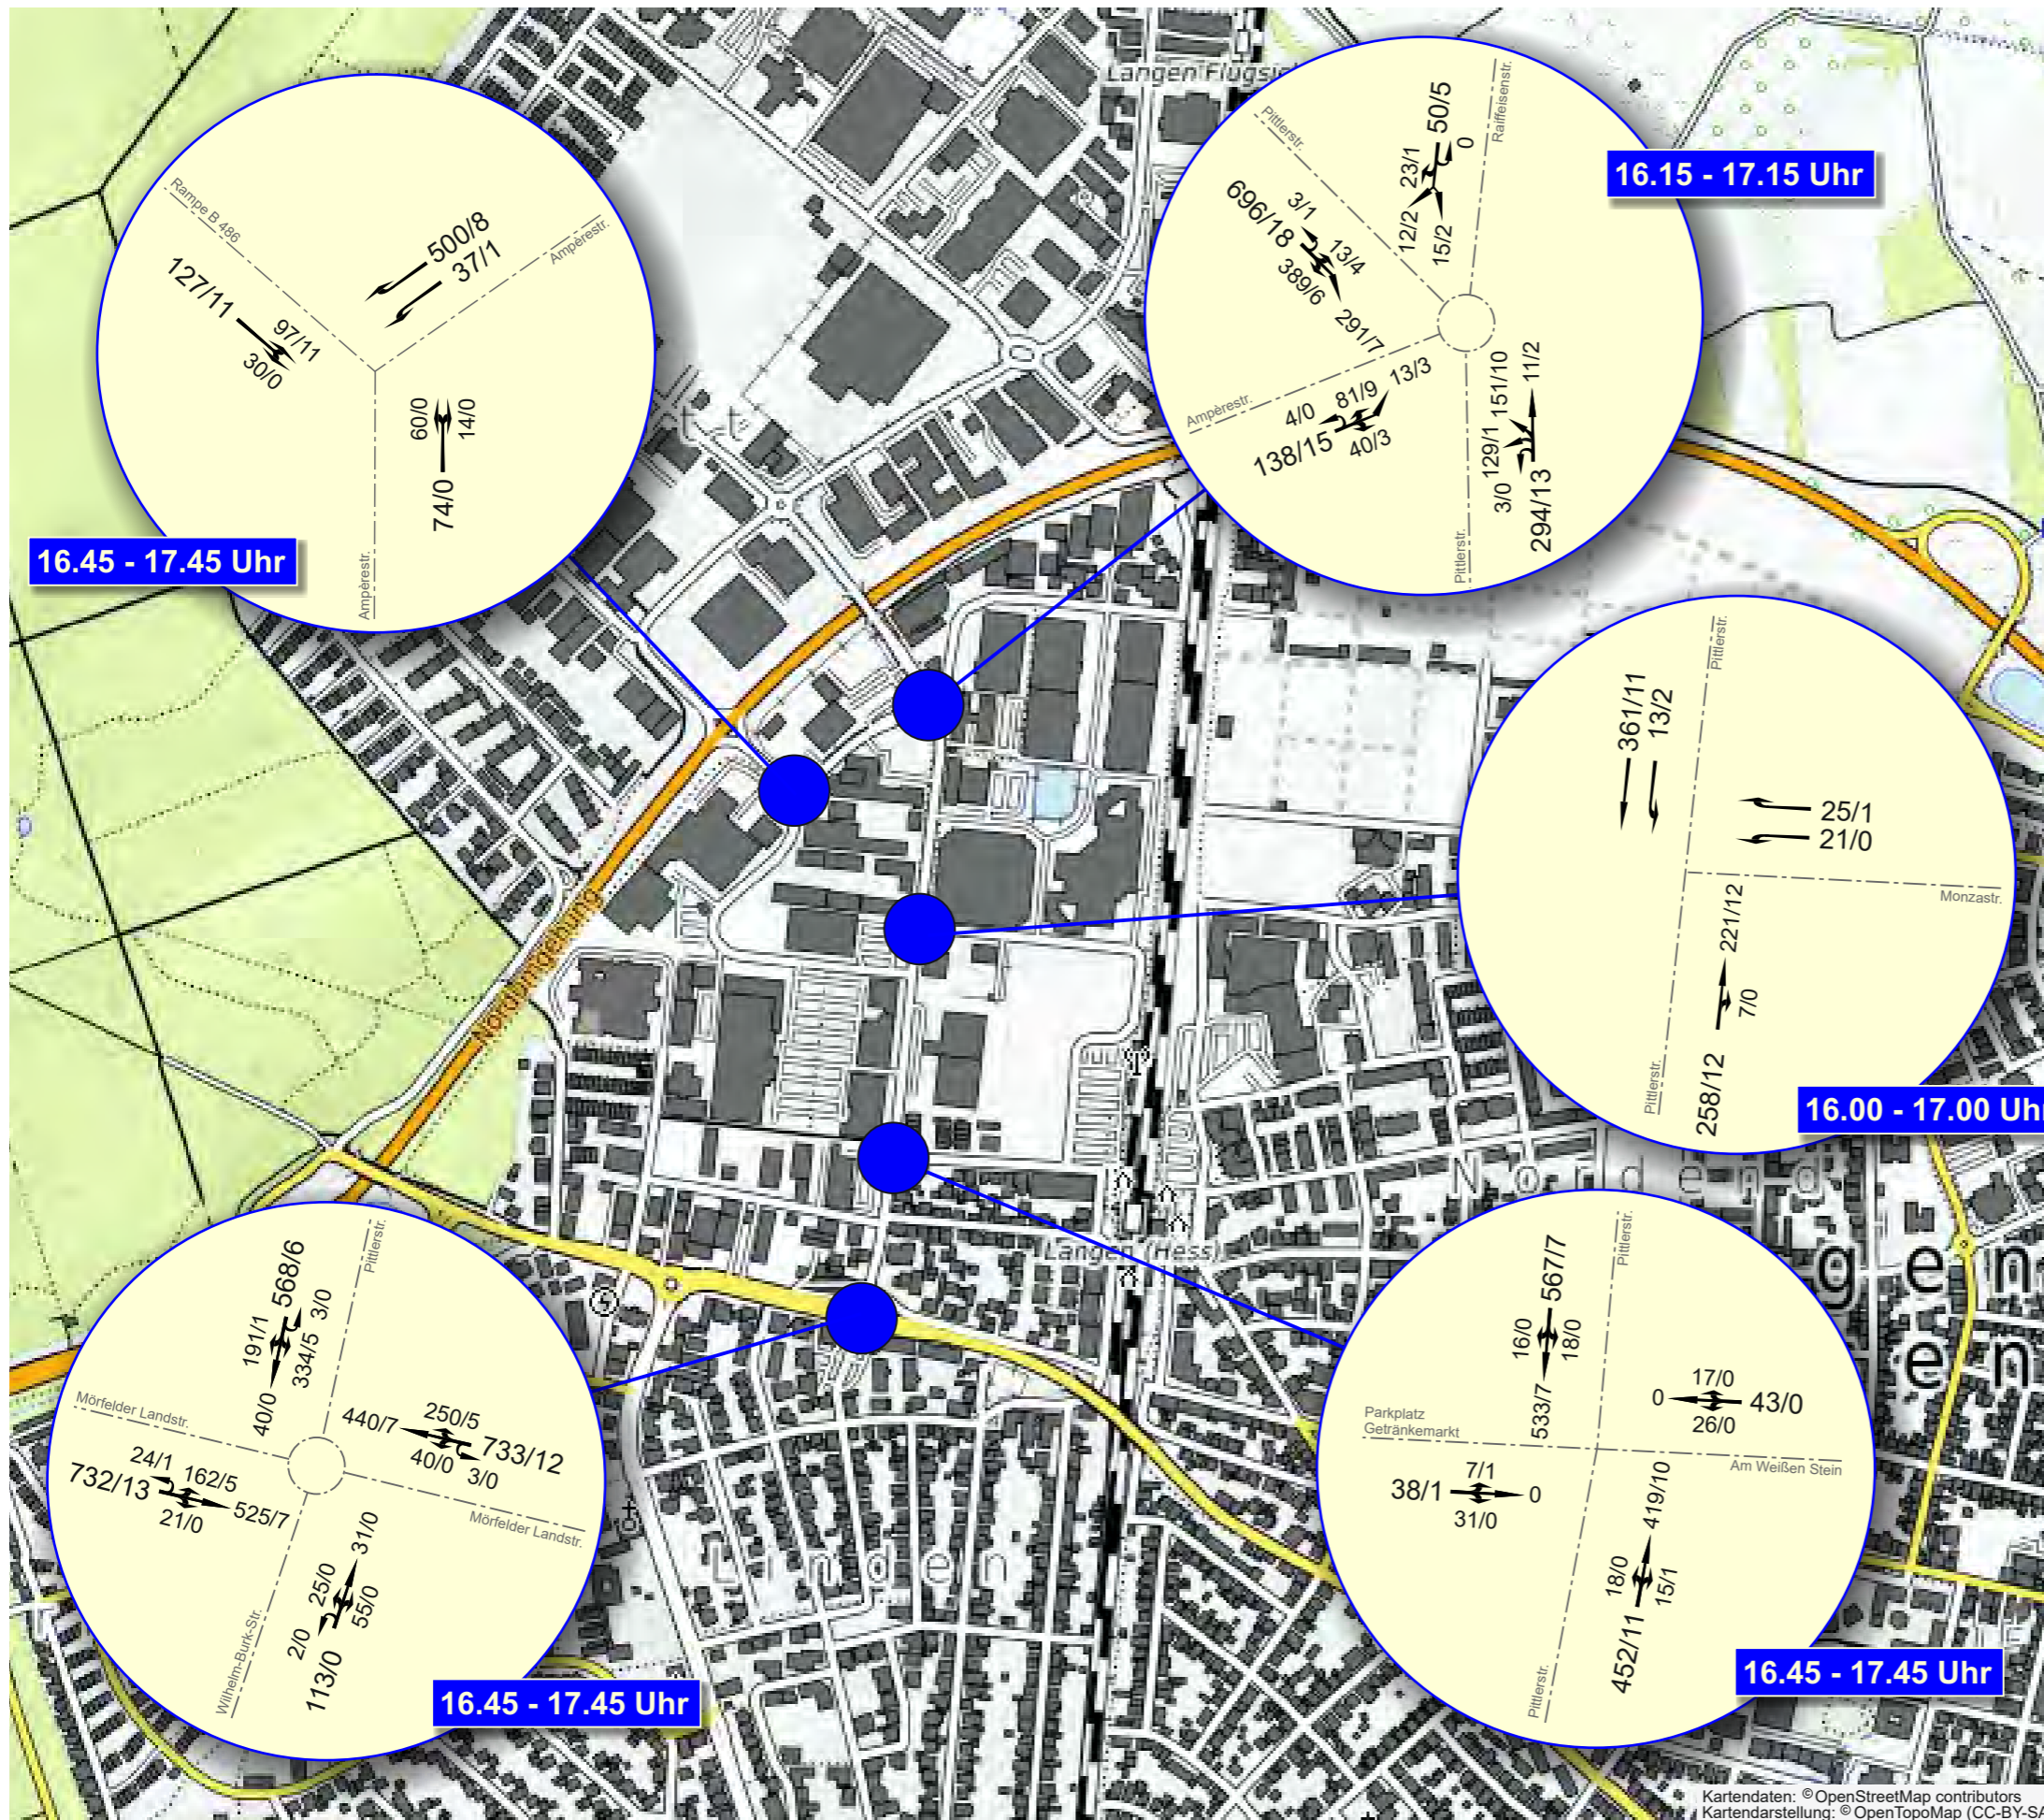 Langen Flugsi
Rampe B 486
500/8
37/1
Ampèrestr.
127/11
97/11
30/0
60/0
14/0
74/0
Ampèrestr.
16.45 - 17.45 Uhr
Pittlerstr.
Raiffeisenstr.
50/5
0
23/1
12/2
15/2
696/18
3/1
13/4
389/6
291/7
Ampèrestr.
4/0
81/9
13/3
138/15
40/3
3/0
129/1
151/10
11/2
294/13
Pittlerstr.
16.15 - 17.15 Uhr
Pittlerstr.
361/11
13/2
25/1
21/0
Monzastr.
221/12
7/0
258/12
Pittlerstr.
16.00 - 17.00 Uhr
Nordumgehung
Nordend
Langen (Hess)
gen
en
Linden
Pittlerstr.
568/6
191/1
3/0
334/5
40/0
Mörfelder Landstr.
440/7
250/5
733/12
40/0
3/0
24/1
162/5
732/13
525/7
21/0
Mörfelder Landstr.
31/0
25/0
55/0
2/0
113/0
Wilhelm-Burk-Str.
16.45 - 17.45 Uhr
Pittlerstr.
567/7
16/0
18/0
533/7
17/0
0
43/0
26/0
Parkplatz
Getränkemarkt
Am Weißen Stein
7/1
38/1
0
31/0
419/10
18/0
15/1
452/11
Pittlerstr.
16.45 - 17.45 Uhr
Kartendaten: © OpenStreetMap contributors
Kartendarstellung: © OpenTopoMap (CC-BY-S